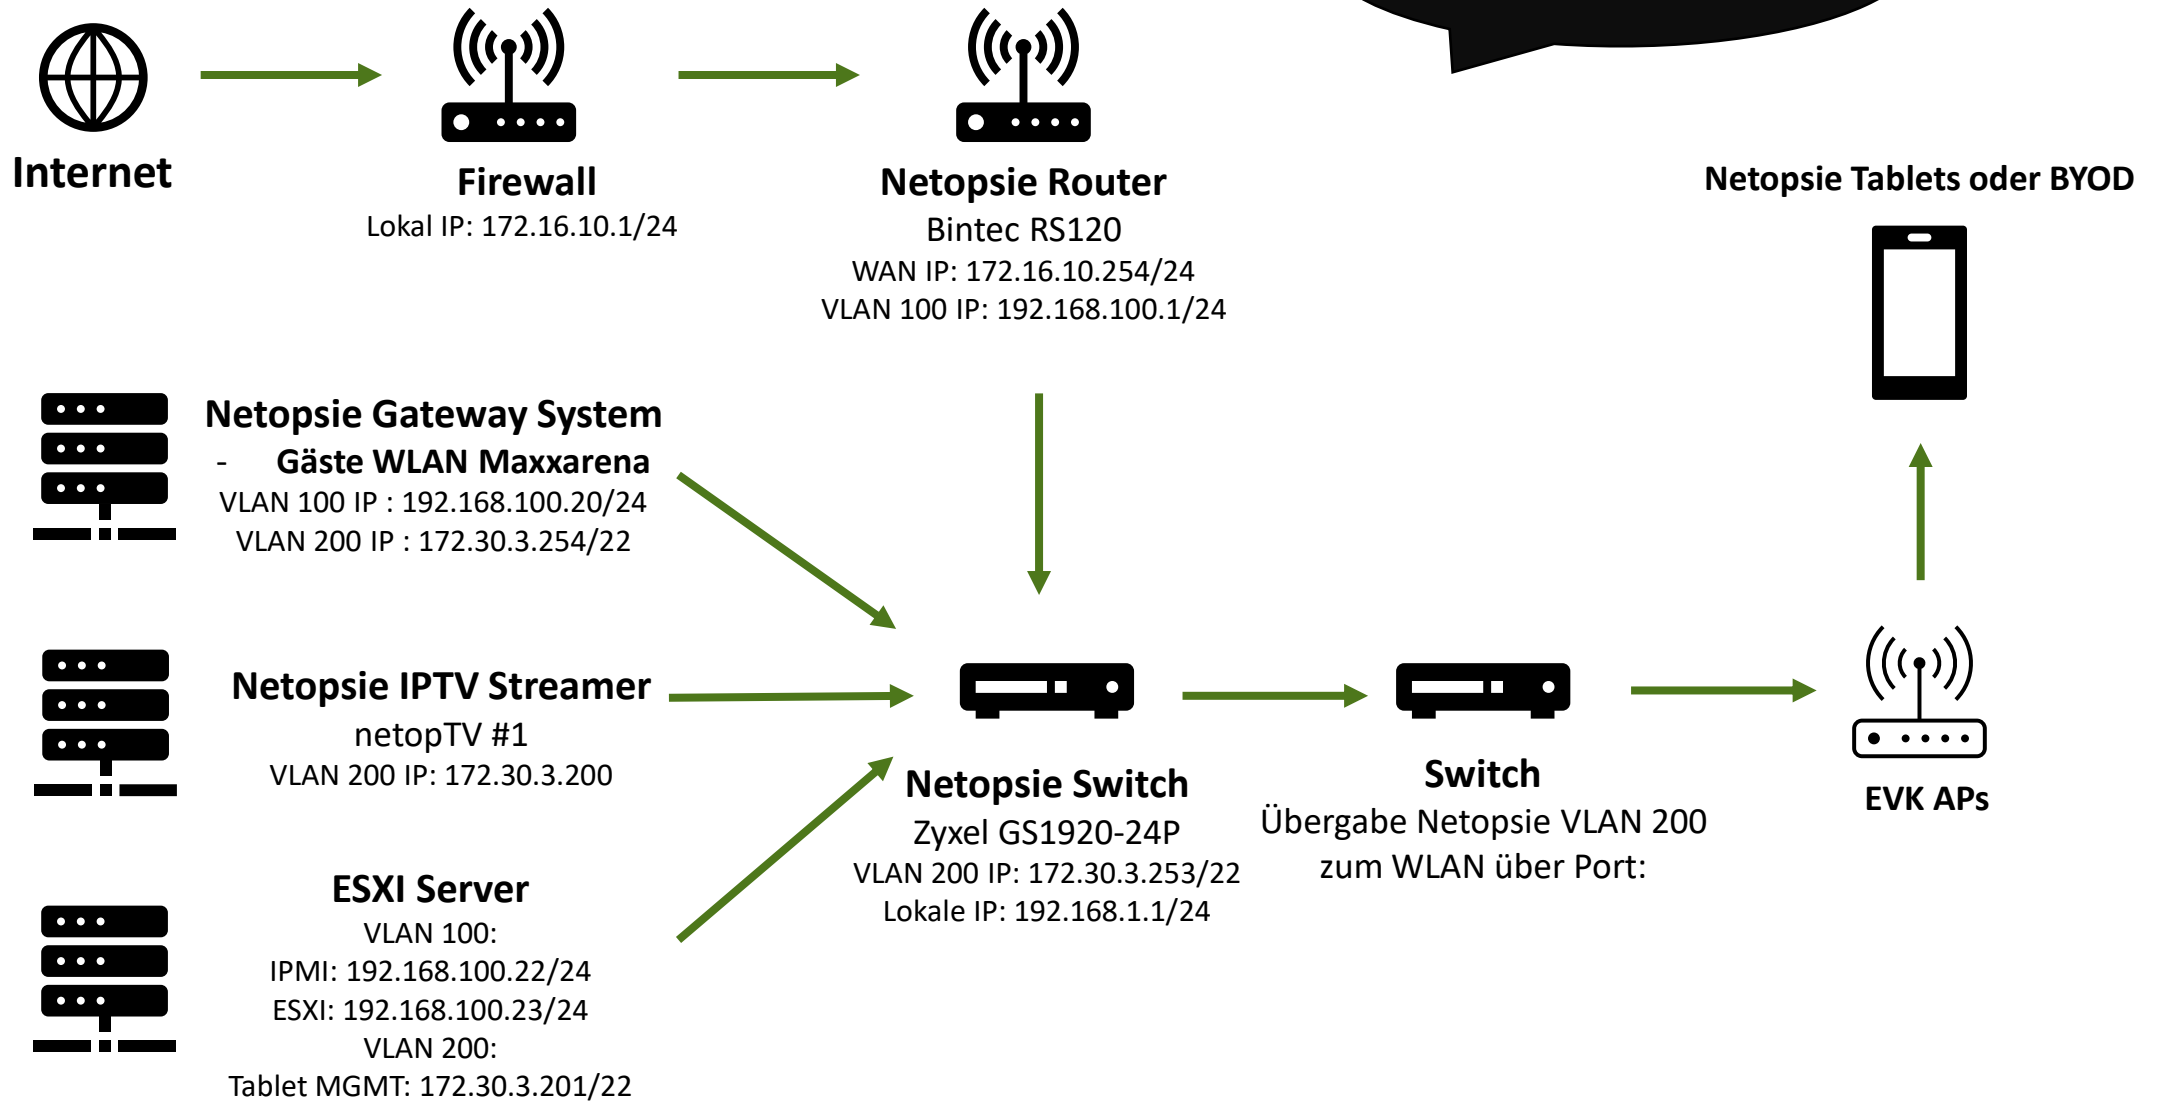 Internet
Firewall
Lokal IP: 172.16.10.1/24
Netopsie Router
Bintec RS120
WAN IP: 172.16.10.254/24
VLAN 100 IP: 192.168.100.1/24
Netopsie Tablets oder BYOD
Netopsie Gateway System
- Gäste WLAN Maxxarena
VLAN 100 IP : 192.168.100.20/24
VLAN 200 IP : 172.30.3.254/22
Netopsie IPTV Streamer
netopTV #1
VLAN 200 IP: 172.30.3.200
ESXI Server
VLAN 100:
IPMI: 192.168.100.22/24
ESXI: 192.168.100.23/24
VLAN 200:
Tablet MGMT: 172.30.3.201/22
Netopsie Switch
Zyxel GS1920-24P
VLAN 200 IP: 172.30.3.253/22
Lokale IP: 192.168.1.1/24
Switch
Übergabe Netopsie VLAN 200
zum WLAN über Port:
EVK APs